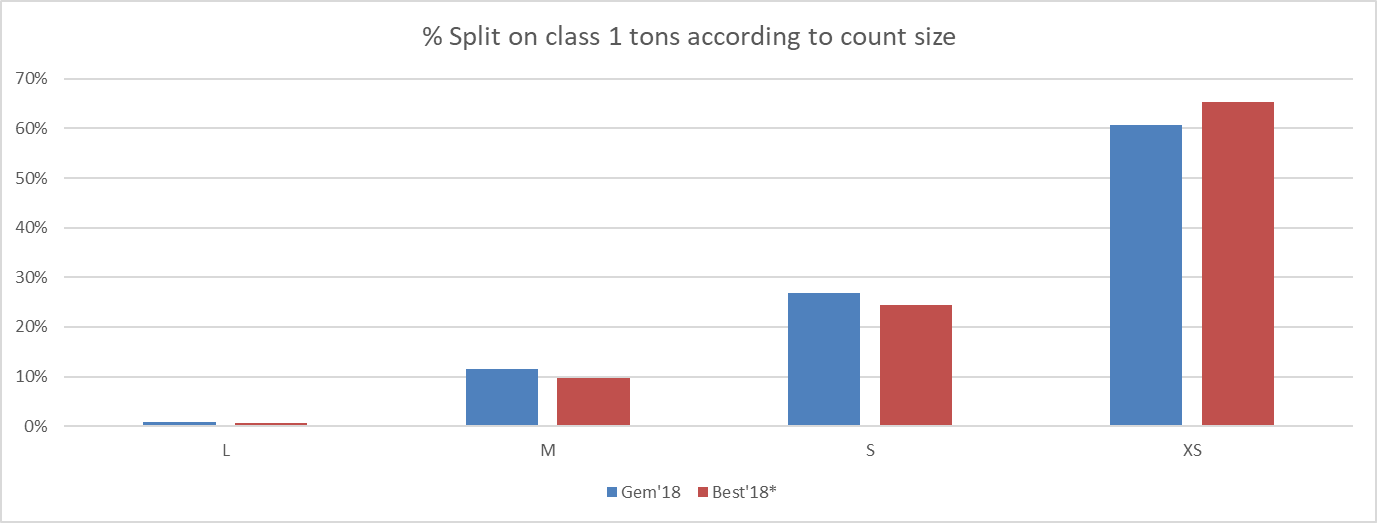 % Split on class 1 tons according to count size
70%
60%
50%
40%
30%
20%
10%
0%
L M S XS
Gem'18 Best'18*